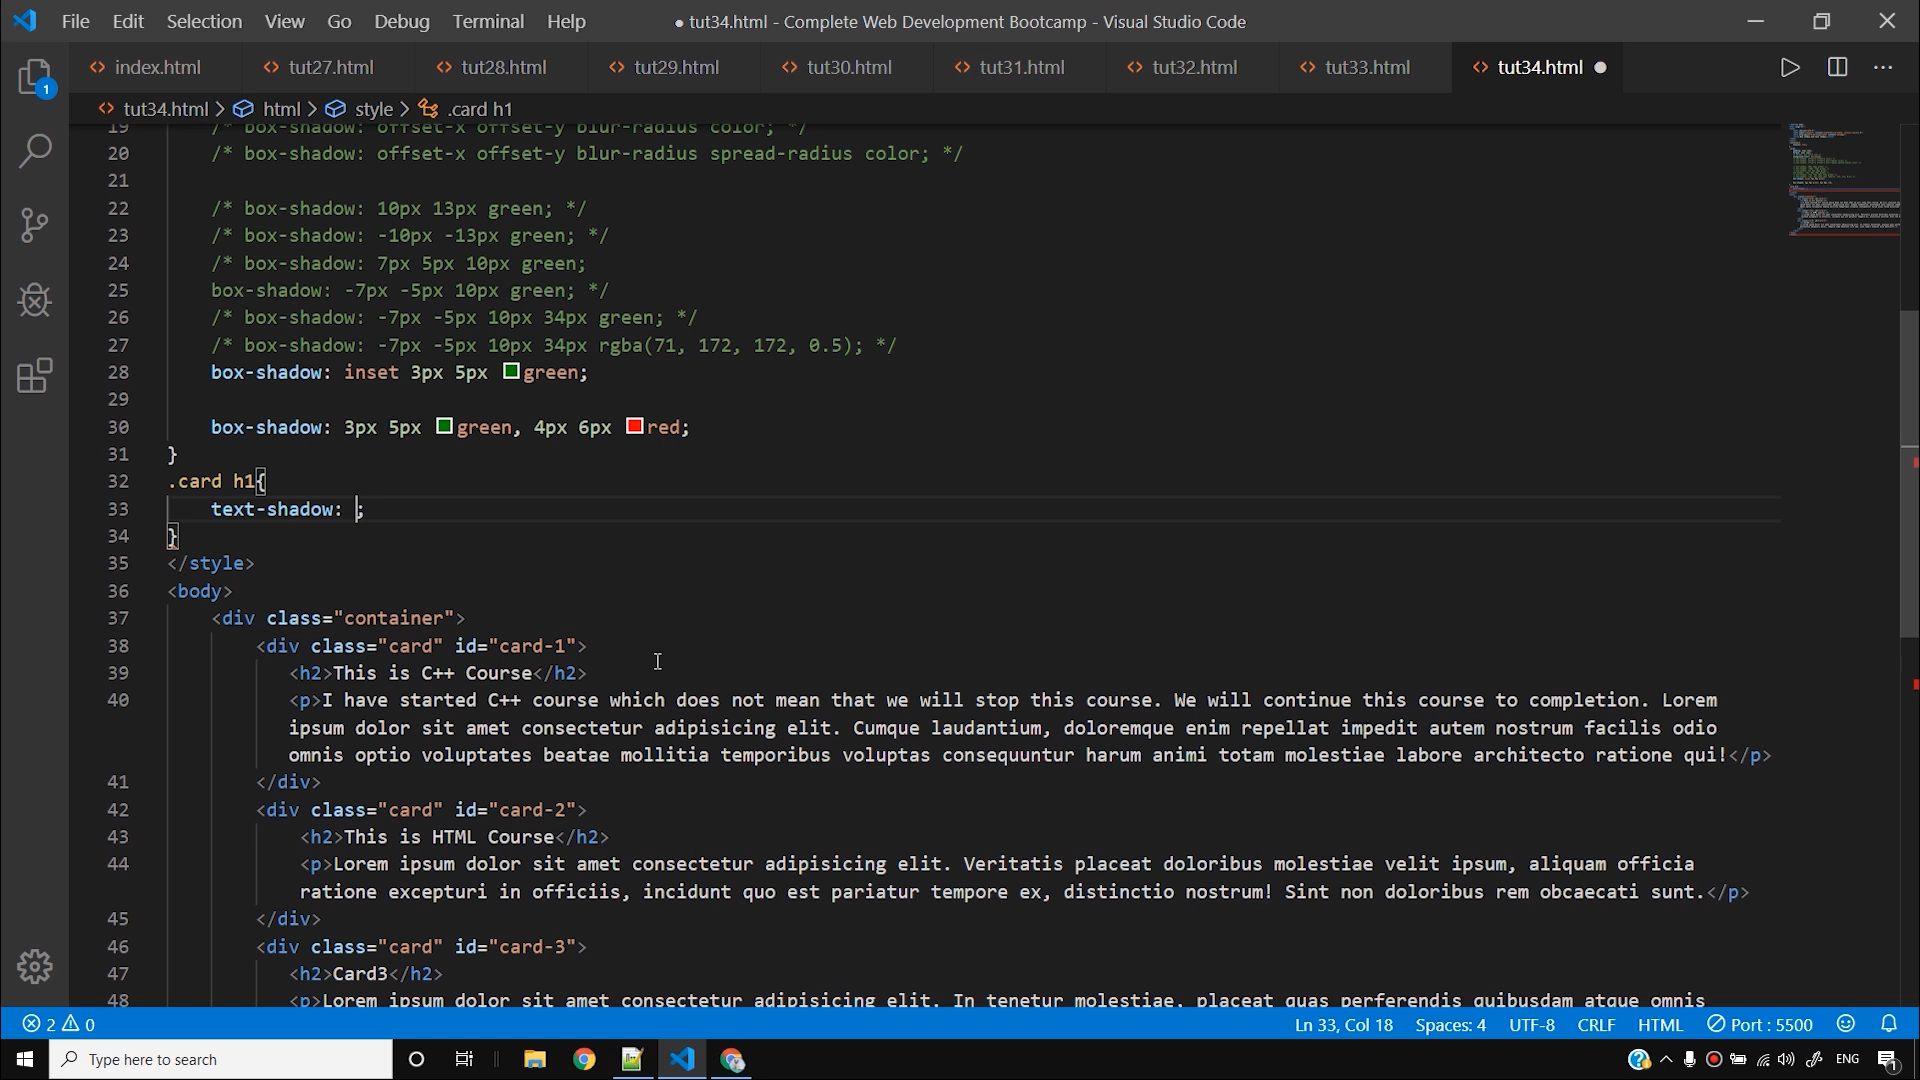 File Edit Selection View Go Debug Terminal Help
● tut34.html - Complete Web Development Bootcamp - Visual Studio Code
index.html tut27.html tut28.html tut29.html tut30.html tut31.html tut32.html tut33.html tut34.html
1
tut34.html > html > style > .card h1
19 /* box-shadow: offset-x offset-y blur-radius color; */
20 /* box-shadow: offset-x offset-y blur-radius spread-radius color; */
21
22 /* box-shadow: 10px 13px green; */
23 /* box-shadow: -10px -13px green; */
24 /* box-shadow: 7px 5px 10px green;
25 box-shadow: -7px -5px 10px green; */
26 /* box-shadow: -7px -5px 10px 34px green; */
27 /* box-shadow: -7px -5px 10px 34px rgba(71, 172, 172, 0.5); */
28 box-shadow: inset 3px 5px green;
29
30 box-shadow: 3px 5px green, 4px 6px red;
31 }
32 .card h1{
33 text-shadow: ;
34 }
35 </style>
36 <body>
37 <div class="container">
38 <div class="card" id="card-1">
39 <h2>This is C++ Course</h2>
40 <p>I have started C++ course which does not mean that we will stop this course. We will continue this course to completion. Lorem
ipsum dolor sit amet consectetur adipisicing elit. Cumque laudantium, doloremque enim repellat impedit autem nostrum facilis odio
omnis optio voluptates beatae mollitia temporibus voluptas consequuntur harum animi totam molestiae labore architecto ratione qui!</p>
41 </div>
42 <div class="card" id="card-2">
43 <h2>This is HTML Course</h2>
44 <p>Lorem ipsum dolor sit amet consectetur adipisicing elit. Veritatis placeat doloribus molestiae velit ipsum, aliquam officia
ratione excepturi in officiis, incidunt quo est pariatur tempore ex, distinctio nostrum! Sint non doloribus rem obcaecati sunt.</p>
45 </div>
46 <div class="card" id="card-3">
47 <h2>Card3</h2>
48 <p>Lorem ipsum dolor sit amet consectetur adipisicing elit. In tenetur molestiae, placeat quas perferendis quibusdam atque omnis
2 0 Ln 33, Col 18 Spaces: 4 UTF-8 CRLF HTML Port : 5500
Type here to search
ENG
1